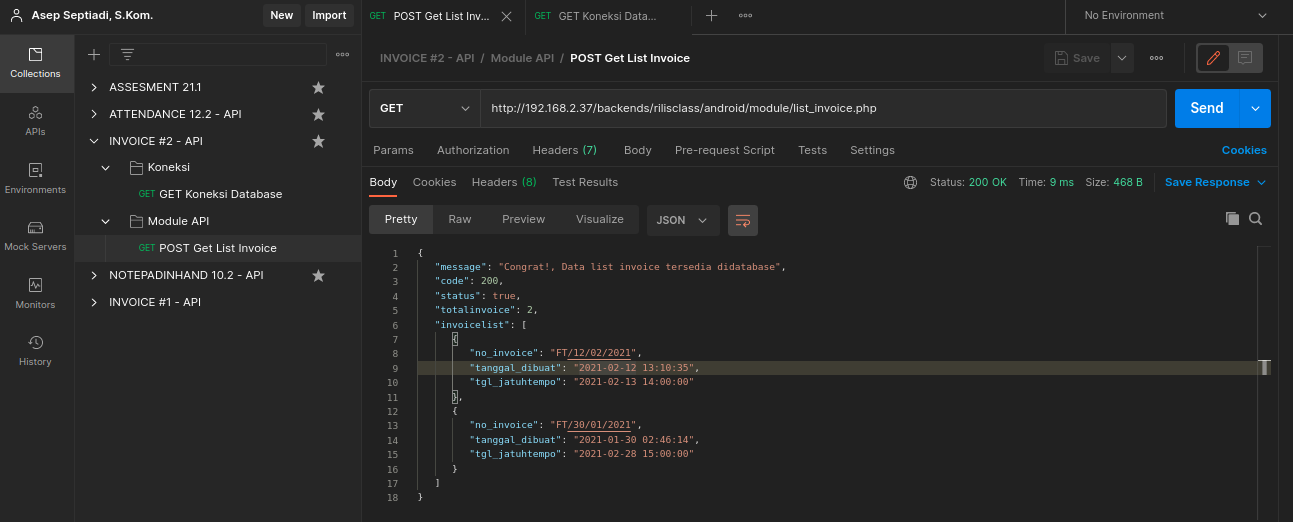 Asep Septiadi, S.Kom.
New
Import
GET POST Get List Inv...
GET GET Koneksi Data...
No Environment
Collections
APIs
Environments
Mock Servers
Monitors
History
ASSESMENT 21.1
ATTENDANCE 12.2 - API
INVOICE #2 - API
Koneksi
GET GET Koneksi Database
Module API
GET POST Get List Invoice
NOTEPADINHAND 10.2 - API
INVOICE #1 - API
INVOICE #2 - API / Module API / POST Get List Invoice
Save
GET
http://192.168.2.37/backends/rilisclass/android/module/list_invoice.php
Send
Params Authorization Headers (7) Body Pre-request Script Tests Settings
Cookies
Body Cookies Headers (8) Test Results
Status: 200 OK Time: 9 ms Size: 468 B
Save Response
Pretty Raw Preview Visualize
JSON
1 {
2 "message": "Congrat!, Data list invoice tersedia didatabase",
3 "code": 200,
4 "status": true,
5 "totalinvoice": 2,
6 "invoicelist": [
7 {
8 "no_invoice": "FT/12/02/2021",
9 "tanggal_dibuat": "2021-02-12 13:10:35",
10 "tgl_jatuhtempo": "2021-02-13 14:00:00"
11 },
12 {
13 "no_invoice": "FT/30/01/2021",
14 "tanggal_dibuat": "2021-01-30 02:46:14",
15 "tgl_jatuhtempo": "2021-02-28 15:00:00"
16 }
17 ]
18 }